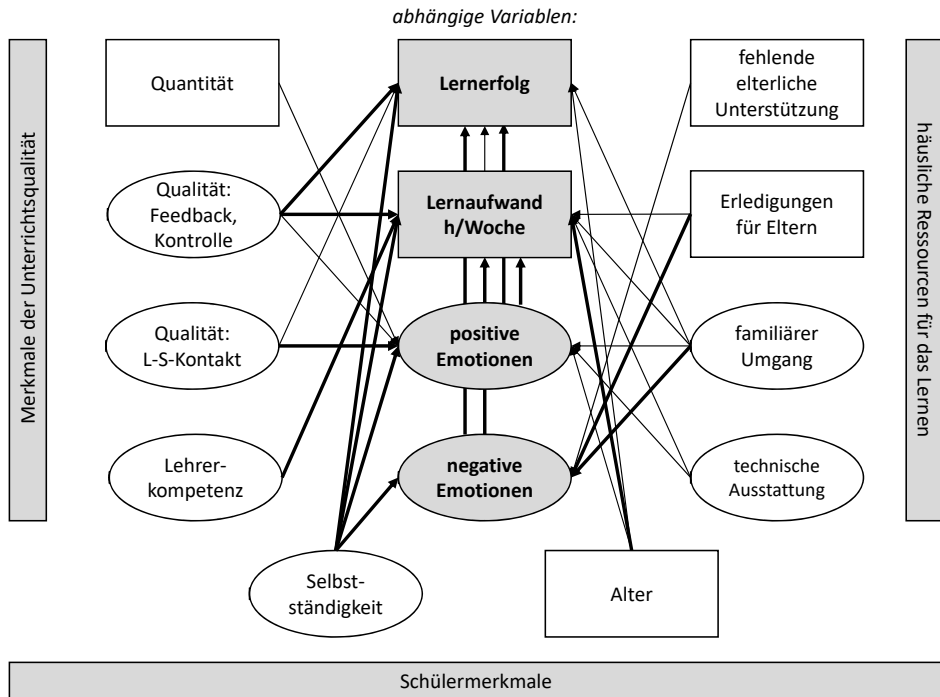 abhängige Variablen:
Merkmale der Unterrichtsqualität
Quantität
Qualität:
Feedback,
Kontrolle
Qualität:
L-S-Kontakt
Lehrer-
kompetenz
Lernerfolg
Lernaufwand
h/Woche
positive
Emotionen
negative
Emotionen
fehlende
elterliche
Unterstützung
Erledigungen
für Eltern
familiärer
Umgang
technische
Ausstattung
häusliche Ressourcen für das Lernen
Selbst-
ständigkeit
Alter
Schülermerkmale